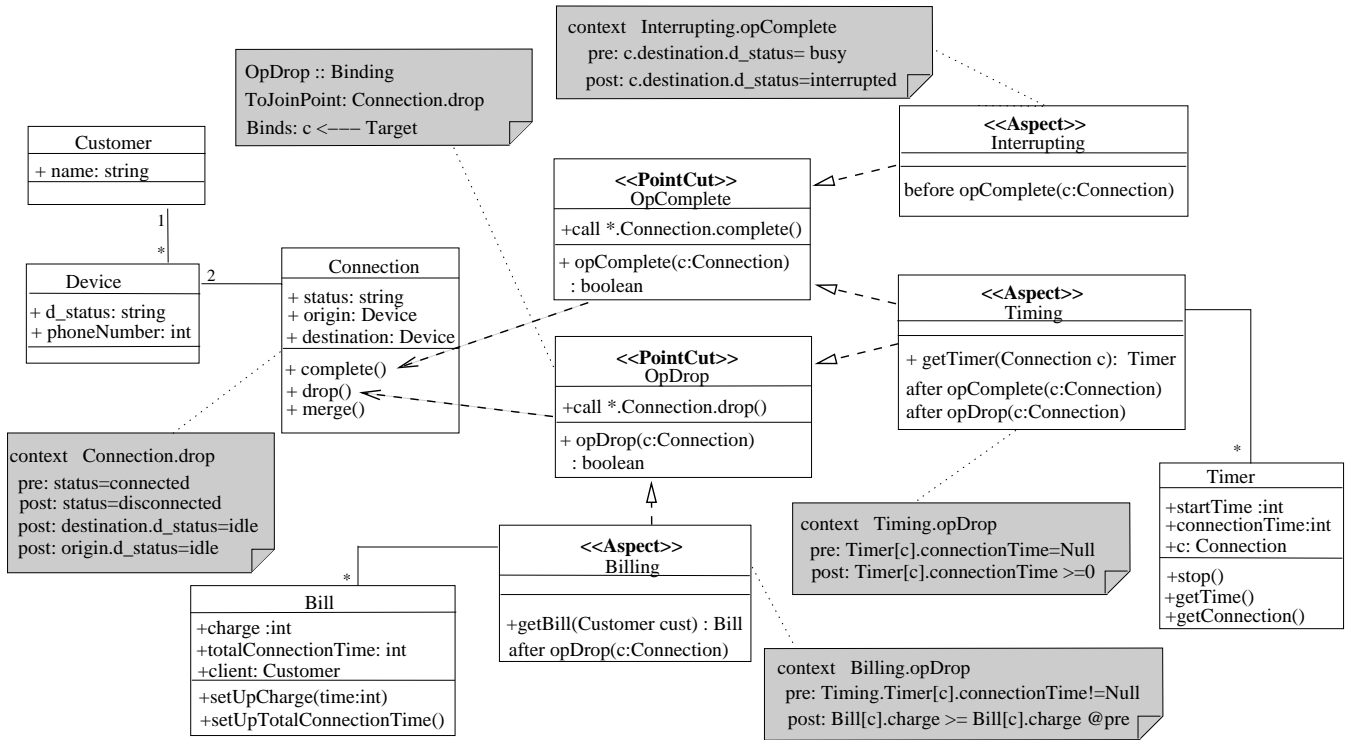 context Interrupting.opComplete
pre: c.destination.d_status= busy
post: c.destination.d_status=interrupted
OpDrop :: Binding
ToJoinPoint: Connection.drop
Binds: c <−−− Target
<<Aspect>>
Interrupting
before opComplete(c:Connection)
Customer
+ name: string
1
*
<<PointCut>>
OpComplete
+call *.Connection.complete()
+ opComplete(c:Connection)
: boolean
Device
+ d_status: string
+ phoneNumber: int
2
Connection
+ status: string
+ origin: Device
+ destination: Device
+ complete()
+ drop()
+ merge()
<<Aspect>>
Timing
+ getTimer(Connection c): Timer
after opComplete(c:Connection)
after opDrop(c:Connection)
<<PointCut>>
OpDrop
+call *.Connection.drop()
+ opDrop(c:Connection)
: boolean
context Connection.drop
pre: status=connected
post: status=disconnected
post: destination.d_status=idle
post: origin.d_status=idle
*
Timer
+startTime :int
+connectionTime:int
+c: Connection
+stop()
+getTime()
+getConnection()
context Timing.opDrop
pre: Timer[c].connectionTime=Null
post: Timer[c].connectionTime >=0
<<Aspect>>
Billing
+getBill(Customer cust) : Bill
after opDrop(c:Connection)
*
Bill
+charge :int
+totalConnectionTime: int
+client: Customer
+setUpCharge(time:int)
+setUpTotalConnectionTime()
context Billing.opDrop
pre: Timing.Timer[c].connectionTime!=Null
post: Bill[c].charge >= Bill[c].charge @pre